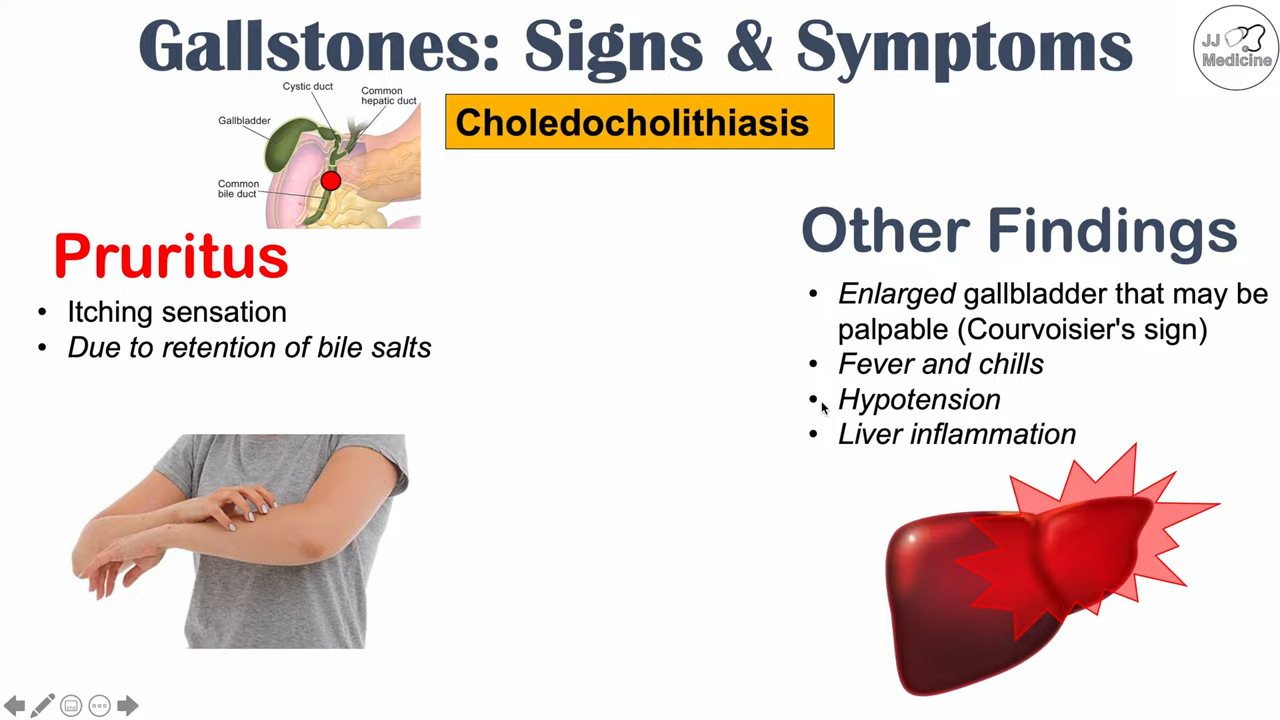 Gallstones: Signs & Symptoms
JJ
Medicine
Choledocholithiasis
Cystic duct
Common
hepatic duct
Gallbladder
Common
bile duct
Pruritus
• Itching sensation
• Due to retention of bile salts
Other Findings
• Enlarged gallbladder that may be
palpable (Courvoisier's sign)
• Fever and chills
• Hypotension
• Liver inflammation